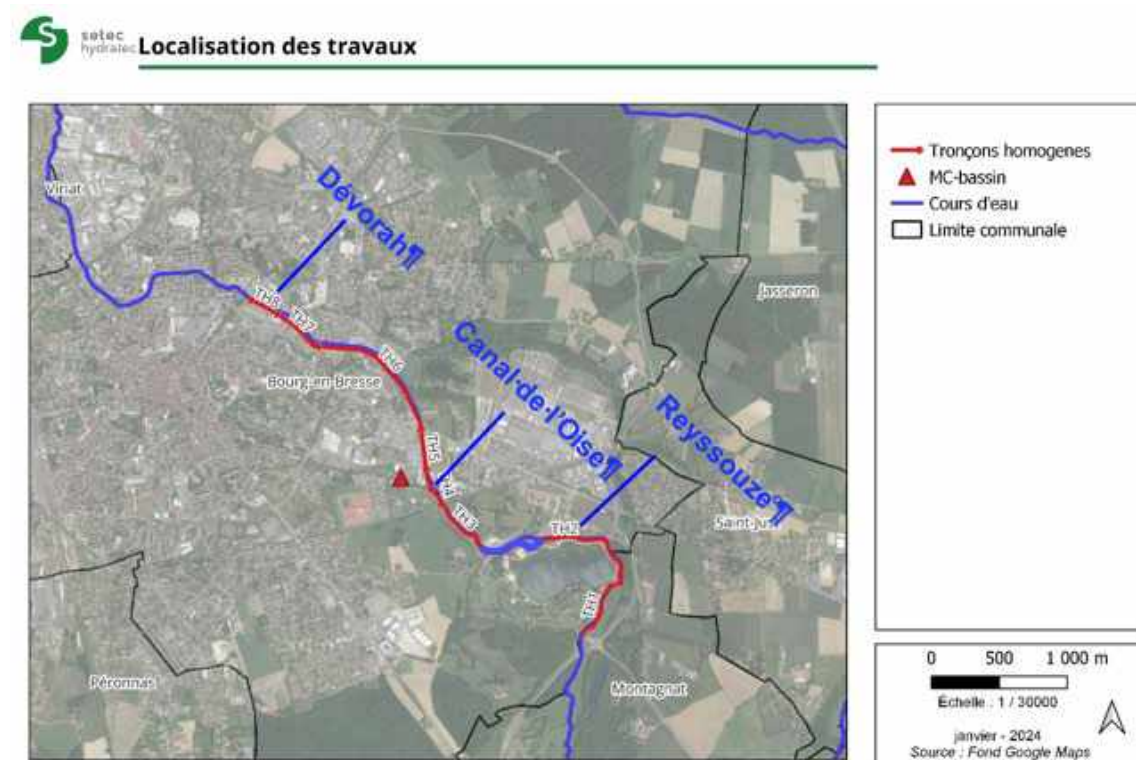 setec
hydratec
Localisation des travaux
Tronçons homogenes
MC-bassin
Cours d'eau
Limite communale
Viriat
Dévorah¶
TH8
TH7
TH6
Bourg-en-Bresse
Canal·de·l'Oise¶
Jasseron
Reyssouze¶
TH5
TH3
TH2
Saint-Just
TH1
Péronnas
Montagnat
0 500 1 000 m
Échelle : 1 / 30000
janvier - 2024
Source : Fond Google Maps